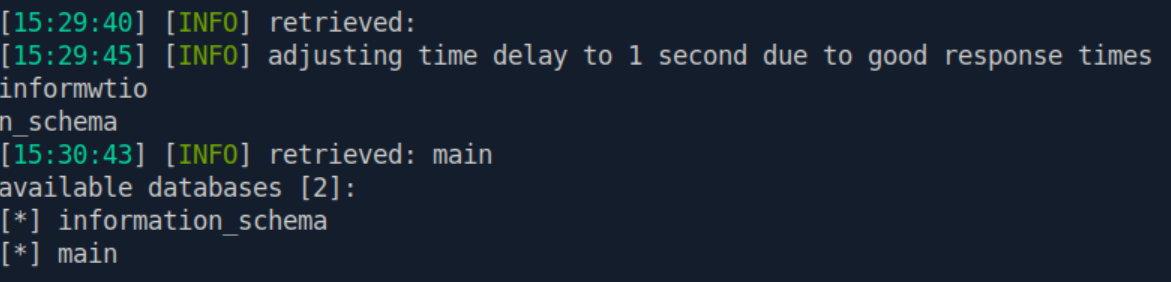 [15:29:40] [INFO] retrieved:
[15:29:45] [INFO] adjusting time delay to 1 second due to good response times
informwtio
n_schema
[15:30:43] [INFO] retrieved: main
available databases [2]:
[*] information_schema
[*] main